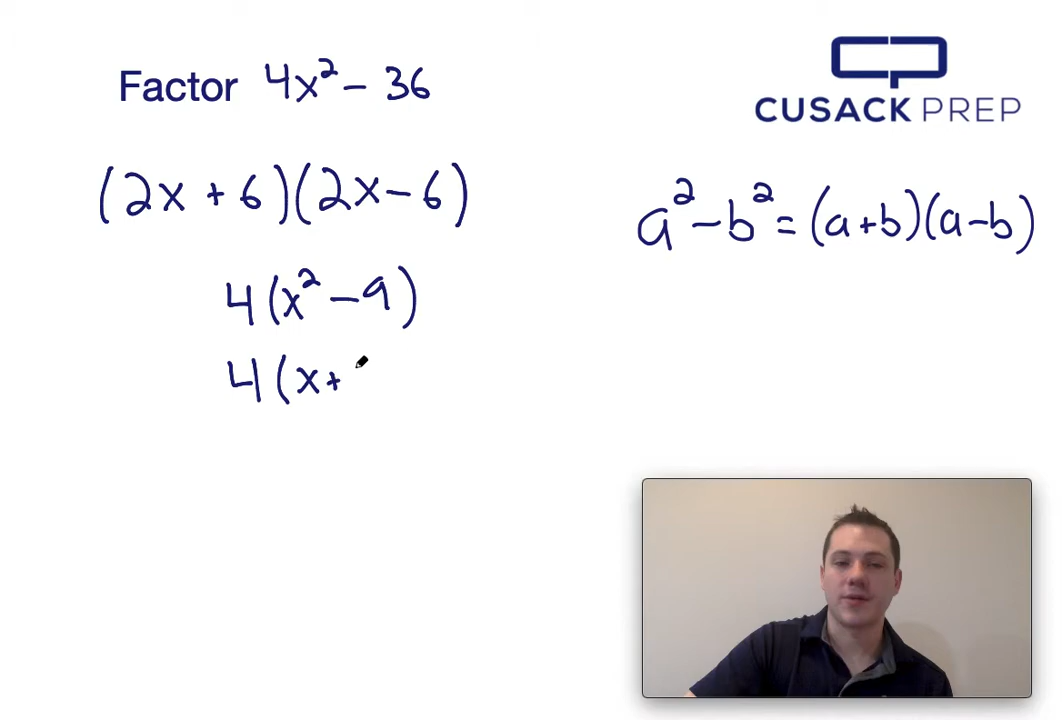 Factor 4x² - 36
(2x + 6)(2x - 6)
4(x² - 9)
4(x+
CUSACK PREP
a² - b² = (a+b)(a-b)